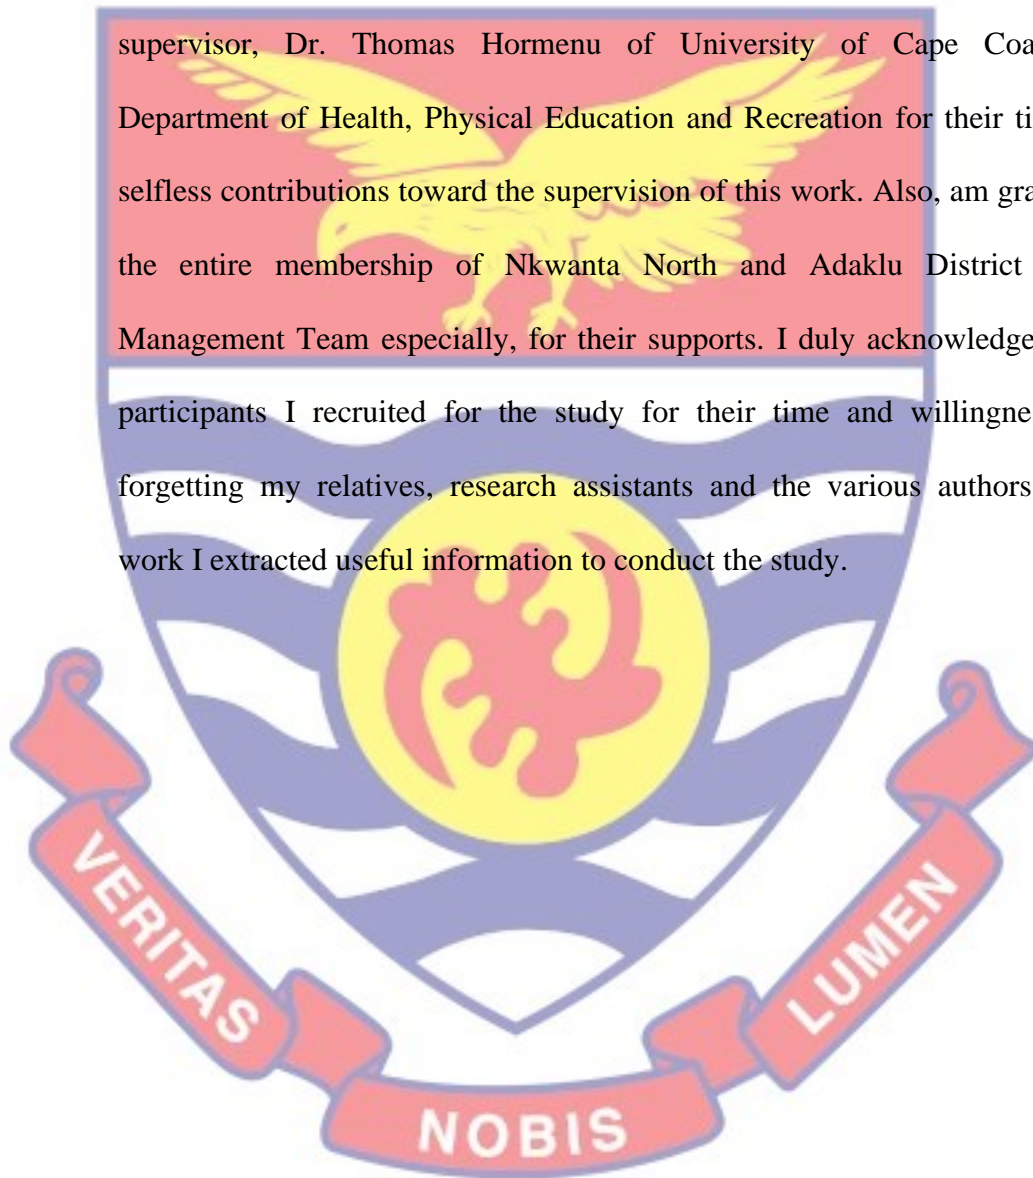 supervisor, Dr. Thomas Hormenu of University of Cape Coa
Department of Health, Physical Education and Recreation for their ti
selfless contributions toward the supervision of this work. Also, am gra
the entire membership of Nkwanta North and Adaklu District
Management Team especially, for their supports. I duly acknowledge
participants I recruited for the study for their time and willingne
forgetting my relatives, research assistants and the various authors
work I extracted useful information to conduct the study.
VERITAS
NOBIS
LUMEN